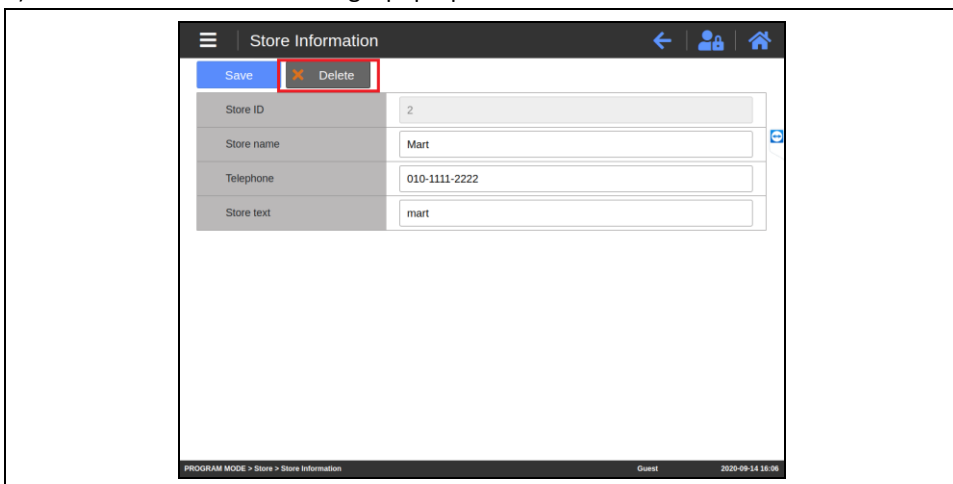 Store Information
Save
Delete
Store ID
2
Store name
Mart
Telephone
010-1111-2222
Store text
mart
PROGRAM MODE > Store > Store Information
Guest
2020-09-14 16:06